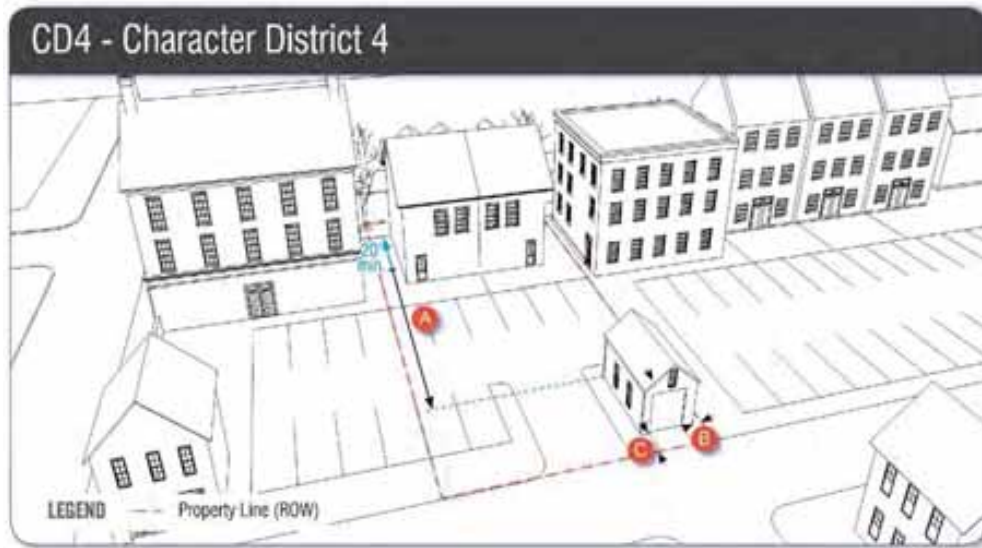 CD4 - Character District 4
20'
min
A
B
C
LEGEND
Property Line (ROW)